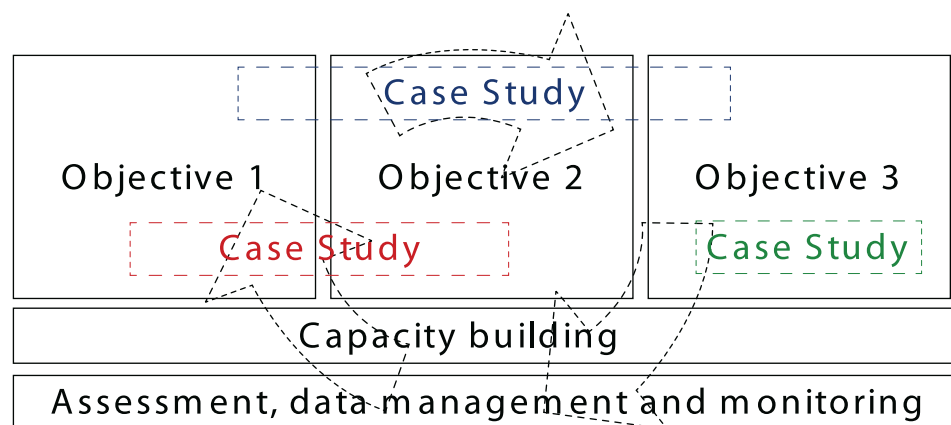 Case Study
Objective 1
Objective 2
Objective 3
Case Study
Case Study
Capacity building
Assessment, data management and monitoring